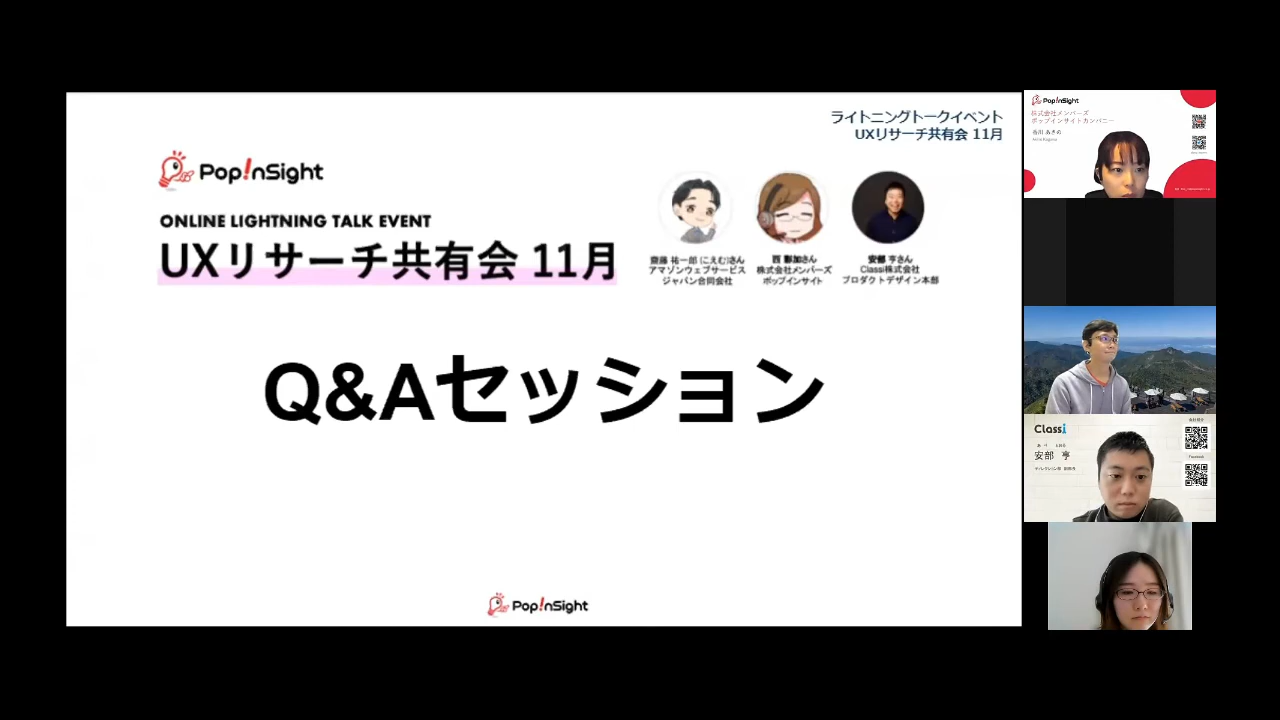 ライトニングトークイベント
UXリサーチ共有会 11月
Pop!nSight
ONLINE LIGHTNING TALK EVENT
UXリサーチ共有会 11月
齋藤 祐一郎 (にえむ)さん
アマゾンウェブサービス
ジャパン合同会社
西 彰加さん
株式会社メンバーズ
ポップインサイト
安部 亨さん
Classi株式会社
プロダクトデザイン本部
Q&Aセッション
Pop!nSight
Pop!nSight
株式会社メンバーズ
ポップインサイトカンパニー
Classi
安部 亨
Facebook